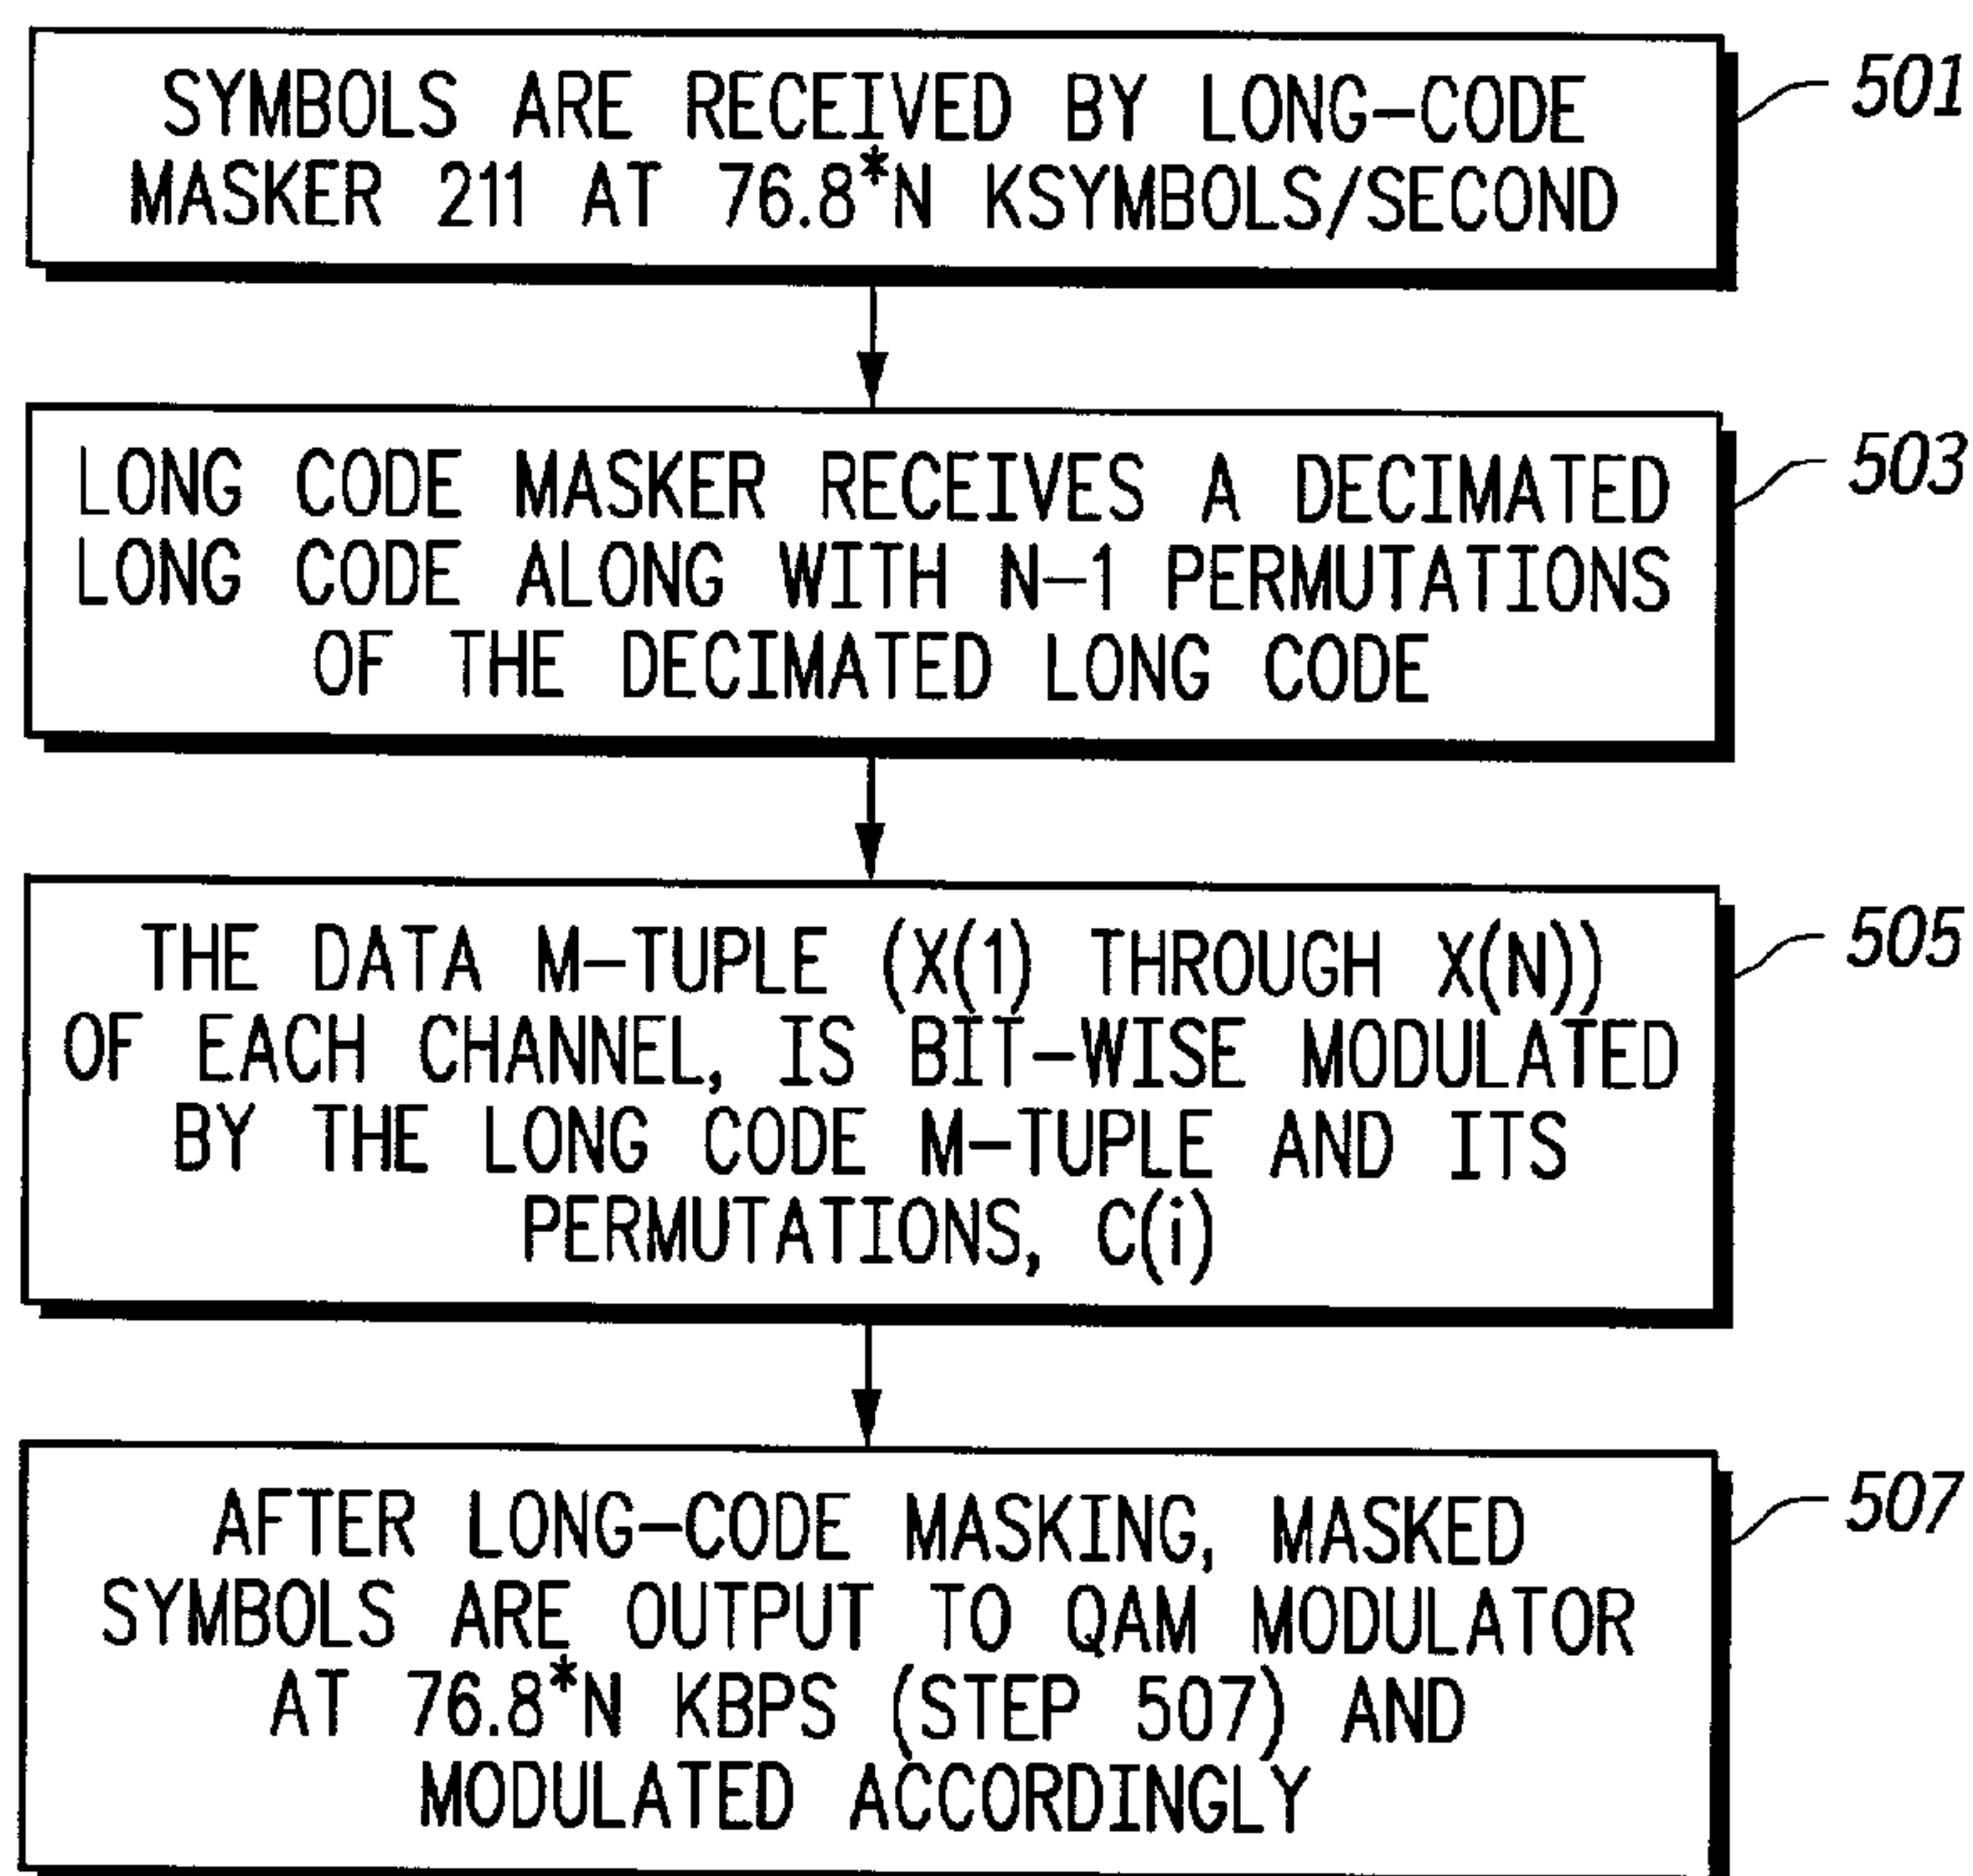 SYMBOLS ARE RECEIVED BY LONG-CODE
MASKER 211 AT 76.8*N KSYMBOLS/SECOND
501
LONG CODE MASKER RECEIVES A DECIMATED
LONG CODE ALONG WITH N-1 PERMUTATIONS
OF THE DECIMATED LONG CODE
503
THE DATA M-TUPLE (X(1) THROUGH X(N))
OF EACH CHANNEL, IS BIT-WISE MODULATED
BY THE LONG CODE M-TUPLE AND ITS
PERMUTATIONS, C(i)
505
AFTER LONG-CODE MASKING, MASKED
SYMBOLS ARE OUTPUT TO QAM MODULATOR
AT 76.8*N KBPS (STEP 507) AND
MODULATED ACCORDINGLY
507